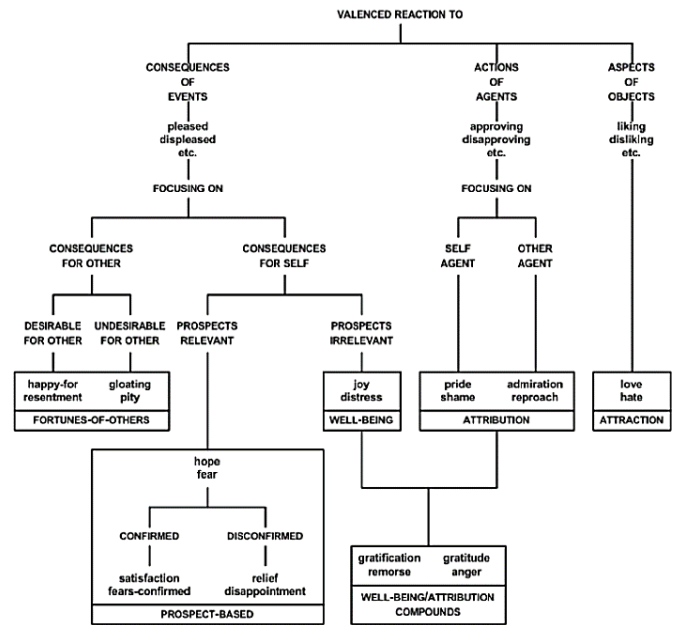 VALENCED REACTION TO
CONSEQUENCES
OF
EVENTS
pleased
displeased
etc.
FOCUSING ON
ACTIONS
OF
AGENTS
approving
disapproving
etc.
FOCUSING ON
ASPECTS
OF
OBJECTS
liking
disliking
etc.
CONSEQUENCES
FOR OTHER
CONSEQUENCES
FOR SELF
SELF
AGENT
OTHER
AGENT
DESIRABLE
FOR OTHER
UNDESIRABLE
FOR OTHER
PROSPECTS
RELEVANT
PROSPECTS
IRRELEVANT
happy-for
resentment
gloating
pity
FORTUNES-OF-OTHERS
joy
distress
WELL-BEING
pride
shame
admiration
reproach
ATTRIBUTION
love
hate
ATTRACTION
hope
fear
CONFIRMED
DISCONFIRMED
satisfaction
fears-confirmed
relief
disappointment
PROSPECT-BASED
gratification
remorse
gratitude
anger
WELL-BEING/ATTRIBUTION
COMPOUNDS